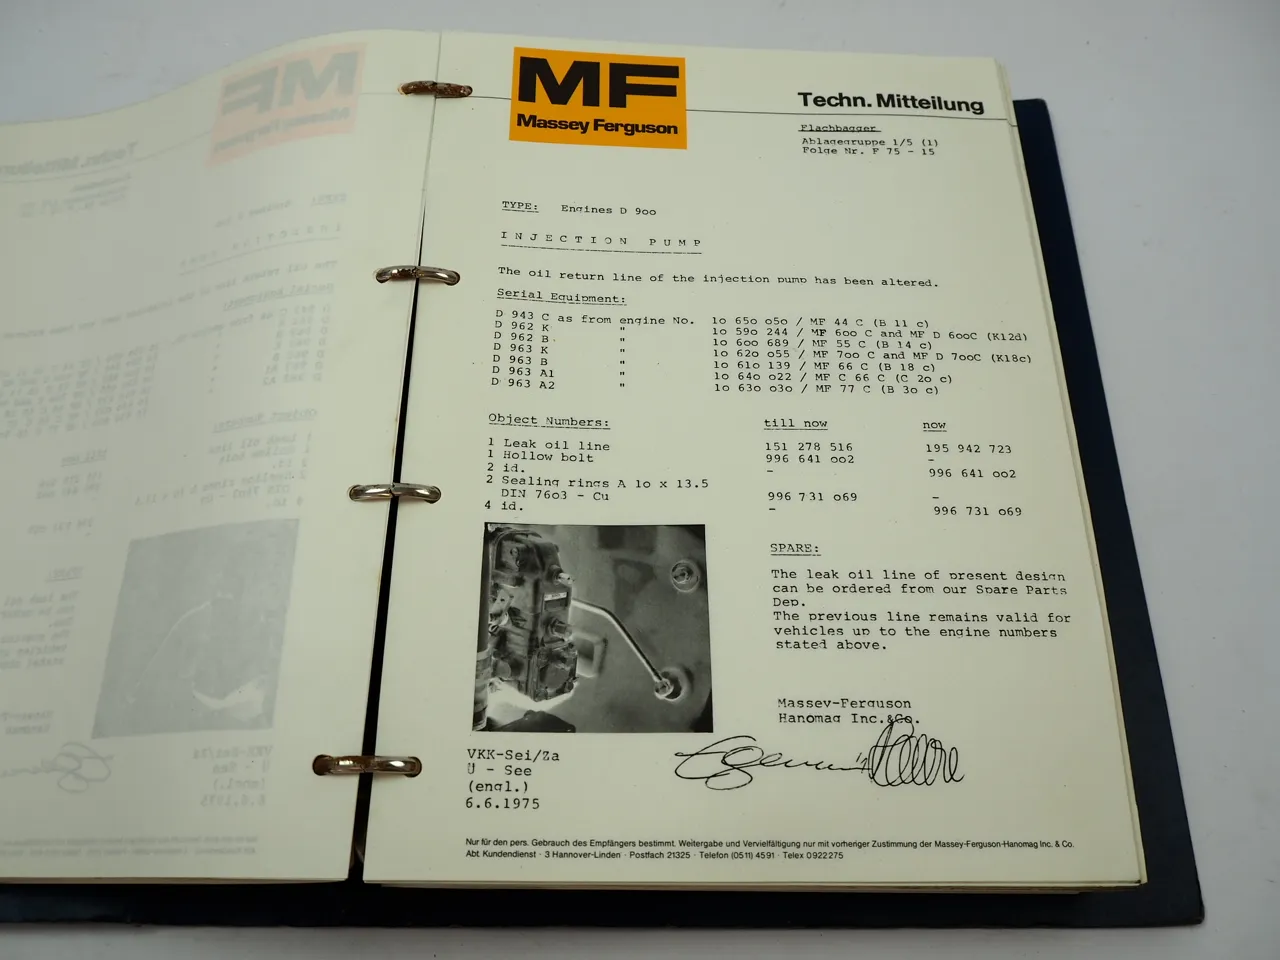 MF
Massey Ferguson
Techn. Mitteilung
Flachbagger
Ablagegruppe 1/5 (1)
Folge Nr. F 75 - 15
TYPE: Engines D 9oo
INJECTION PUMP
The oil return line of the injection pump has been altered.
Serial Equipment:
D 943 C as from engine No. 1o 65o o5o / MF 44 C (B 11 c)
D 962 K " 1o 59o 244 / MF 6oo C and MF D 6ooC (K12d)
D 962 B " 1o 6oo 689 / MF 55 C (B 14 c)
D 963 K " 1o 62o o55 / MF 7oo C and MF D 7ooC (K18c)
D 963 B " 1o 61o 139 / MF 66 C (B 18 c)
D 963 A1 " 1o 64o o22 / MF C 66 C (C 2o c)
D 963 A2 " 1o 63o o3o / MF 77 C (B 3o c)
Object Numbers: till now now
1 Leak oil line 151 278 516 195 942 723
1 Hollow bolt 996 641 oo2 -
2 id. - 996 641 oo2
2 Sealing rings A 1o x 13.5
DIN 76o3 - Cu 996 731 o69 -
4 id. - 996 731 o69
SPARE:
The leak oil line of present design
can be ordered from our Spare Parts
Dep.
The previous line remains valid for
vehicles up to the engine numbers
stated above.
Massey-Ferguson
Hanomag Inc.&Co.
VKK-Sei/Za
U - See
(engl.)
6.6.1975
Nur für den pers. Gebrauch des Empfängers bestimmt. Weitergabe und Vervielfältigung nur mit vorheriger Zustimmung der Massey-Ferguson-Hanomag Inc. & Co.
Abt. Kundendienst · 3 Hannover-Linden · Postfach 21325 · Telefon (0511) 4591 · Telex 0922275